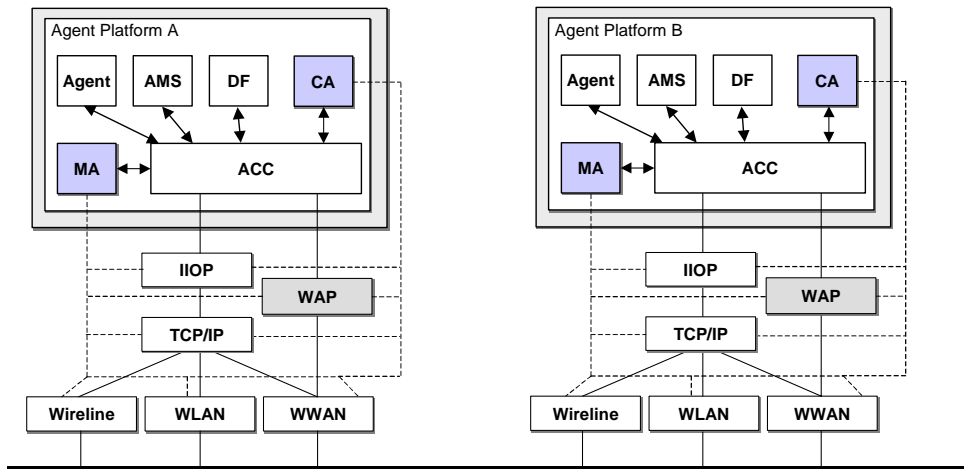 Agent Platform A
Agent AMS DF CA
MA ACC
IIOP
WAP
TCP/IP
Wireline WLAN WWAN
Agent Platform B
Agent AMS DF CA
MA ACC
IIOP
WAP
TCP/IP
Wireline WLAN WWAN